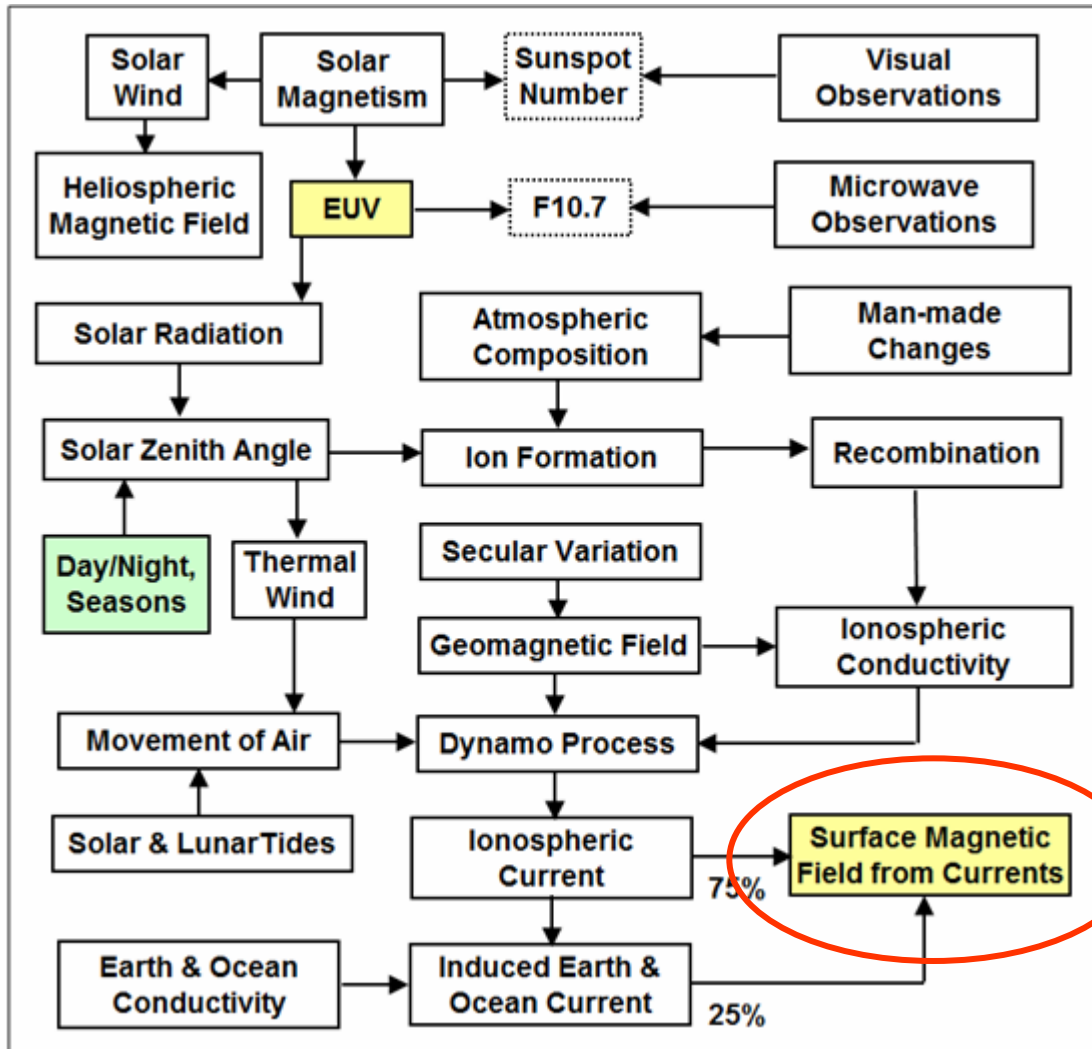 Solar
Wind
Solar
Magnetism
Sunspot
Number
Visual
Observations
Heliospheric
Magnetic Field
EUV
F10.7
Microwave
Observations
Solar Radiation
Atmospheric
Composition
Man-made
Changes
Solar Zenith Angle
Ion Formation
Recombination
Day/Night,
Seasons
Thermal
Wind
Secular Variation
Geomagnetic Field
Ionospheric
Conductivity
Movement of Air
Dynamo Process
Solar & LunarTides
Ionospheric
Current
75%
Surface Magnetic
Field from Currents
Earth & Ocean
Conductivity
Induced Earth &
Ocean Current
25%